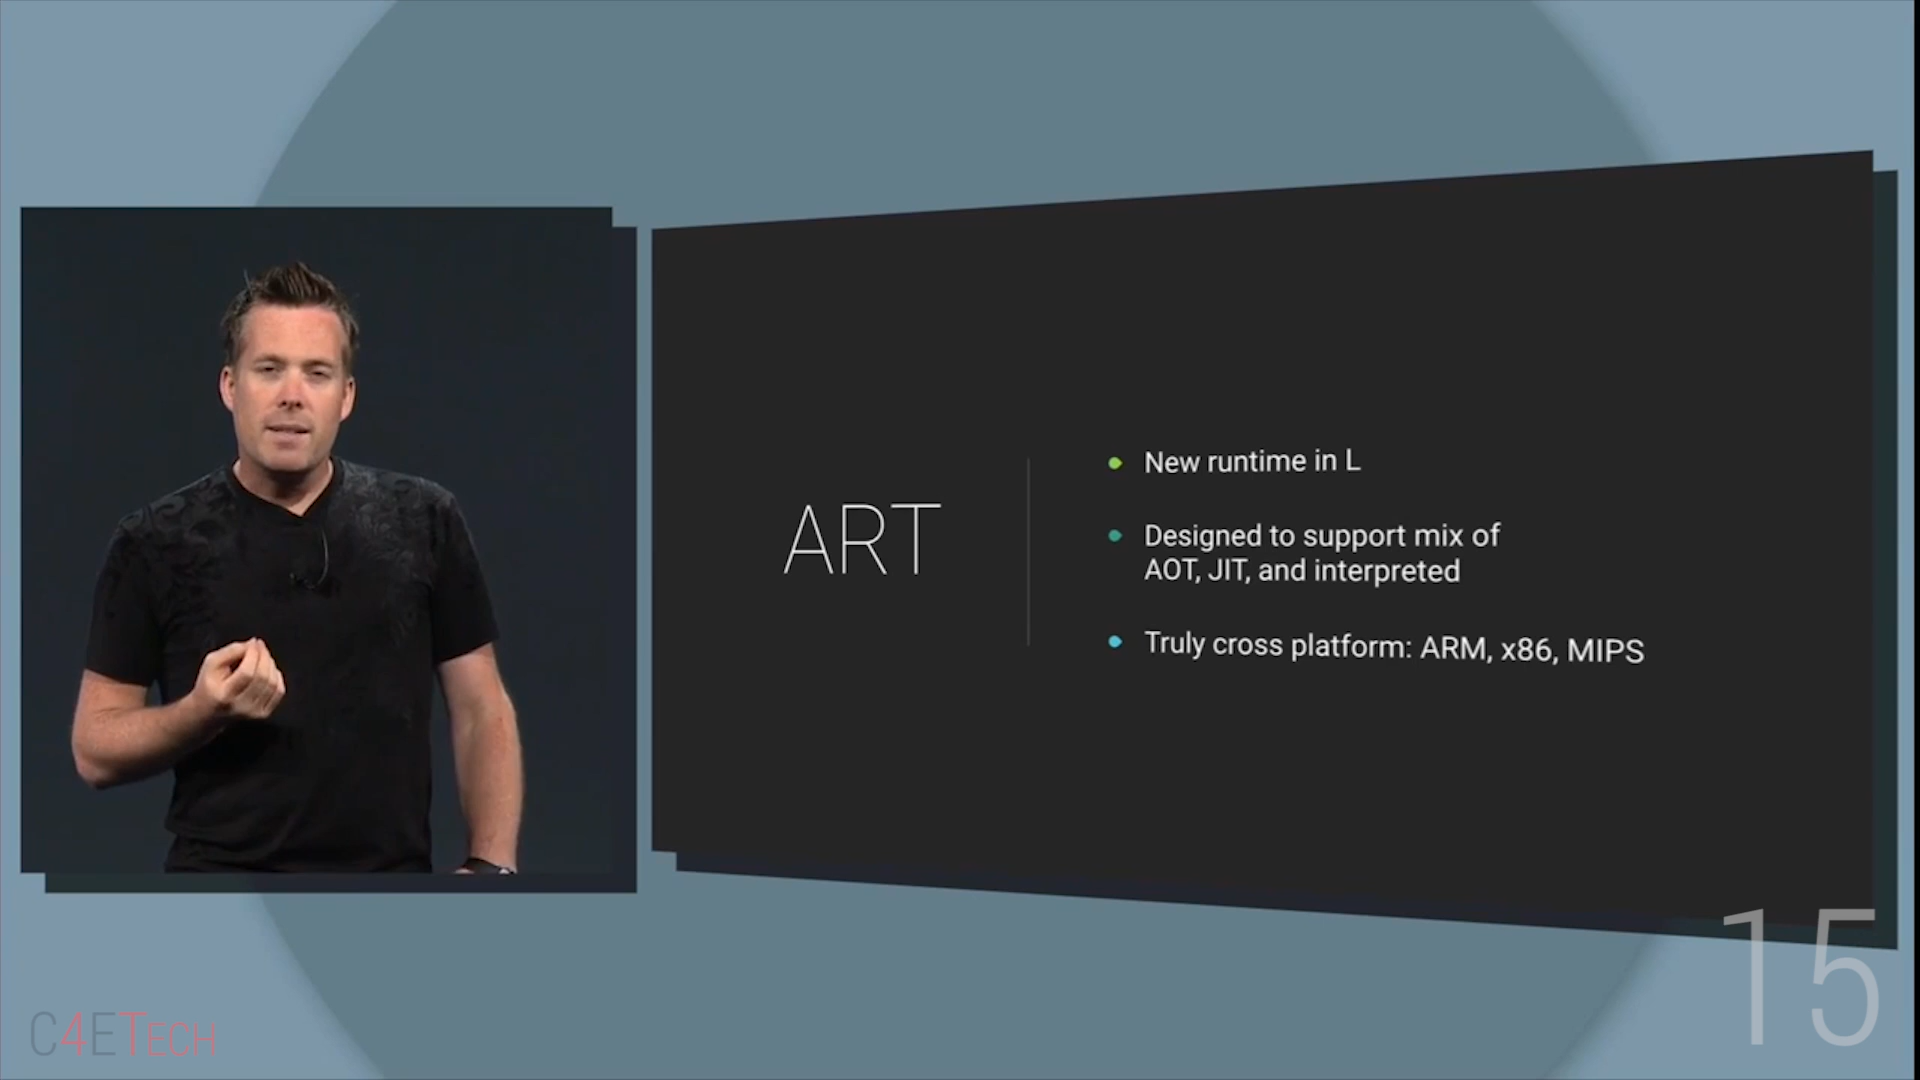 ART
New runtime in L
Designed to support mix of
AOT, JIT, and interpreted
Truly cross platform: ARM, x86, MIPS
15
C4ETECH